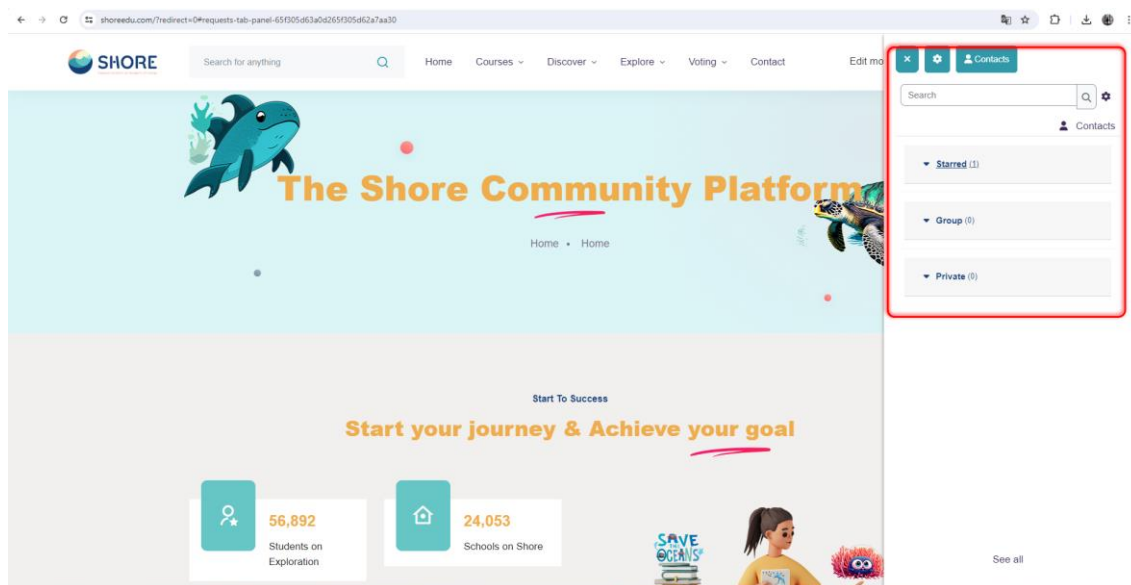 shoreedu.com/?redirect=0#requests-tab-panel-65f305d63a0d265f305d62a7aa30
SHORE
Search for anything
Home
Courses
Discover
Explore
Voting
Contact
Edit mo
Contacts
Search
Contacts
Starred (1)
Group (0)
Private (0)
The Shore Community Platform
Home • Home
Start To Success
Start your journey & Achieve your goal
56,892
Students on
Exploration
24,053
Schools on Shore
SAVE
OCEANS
See all